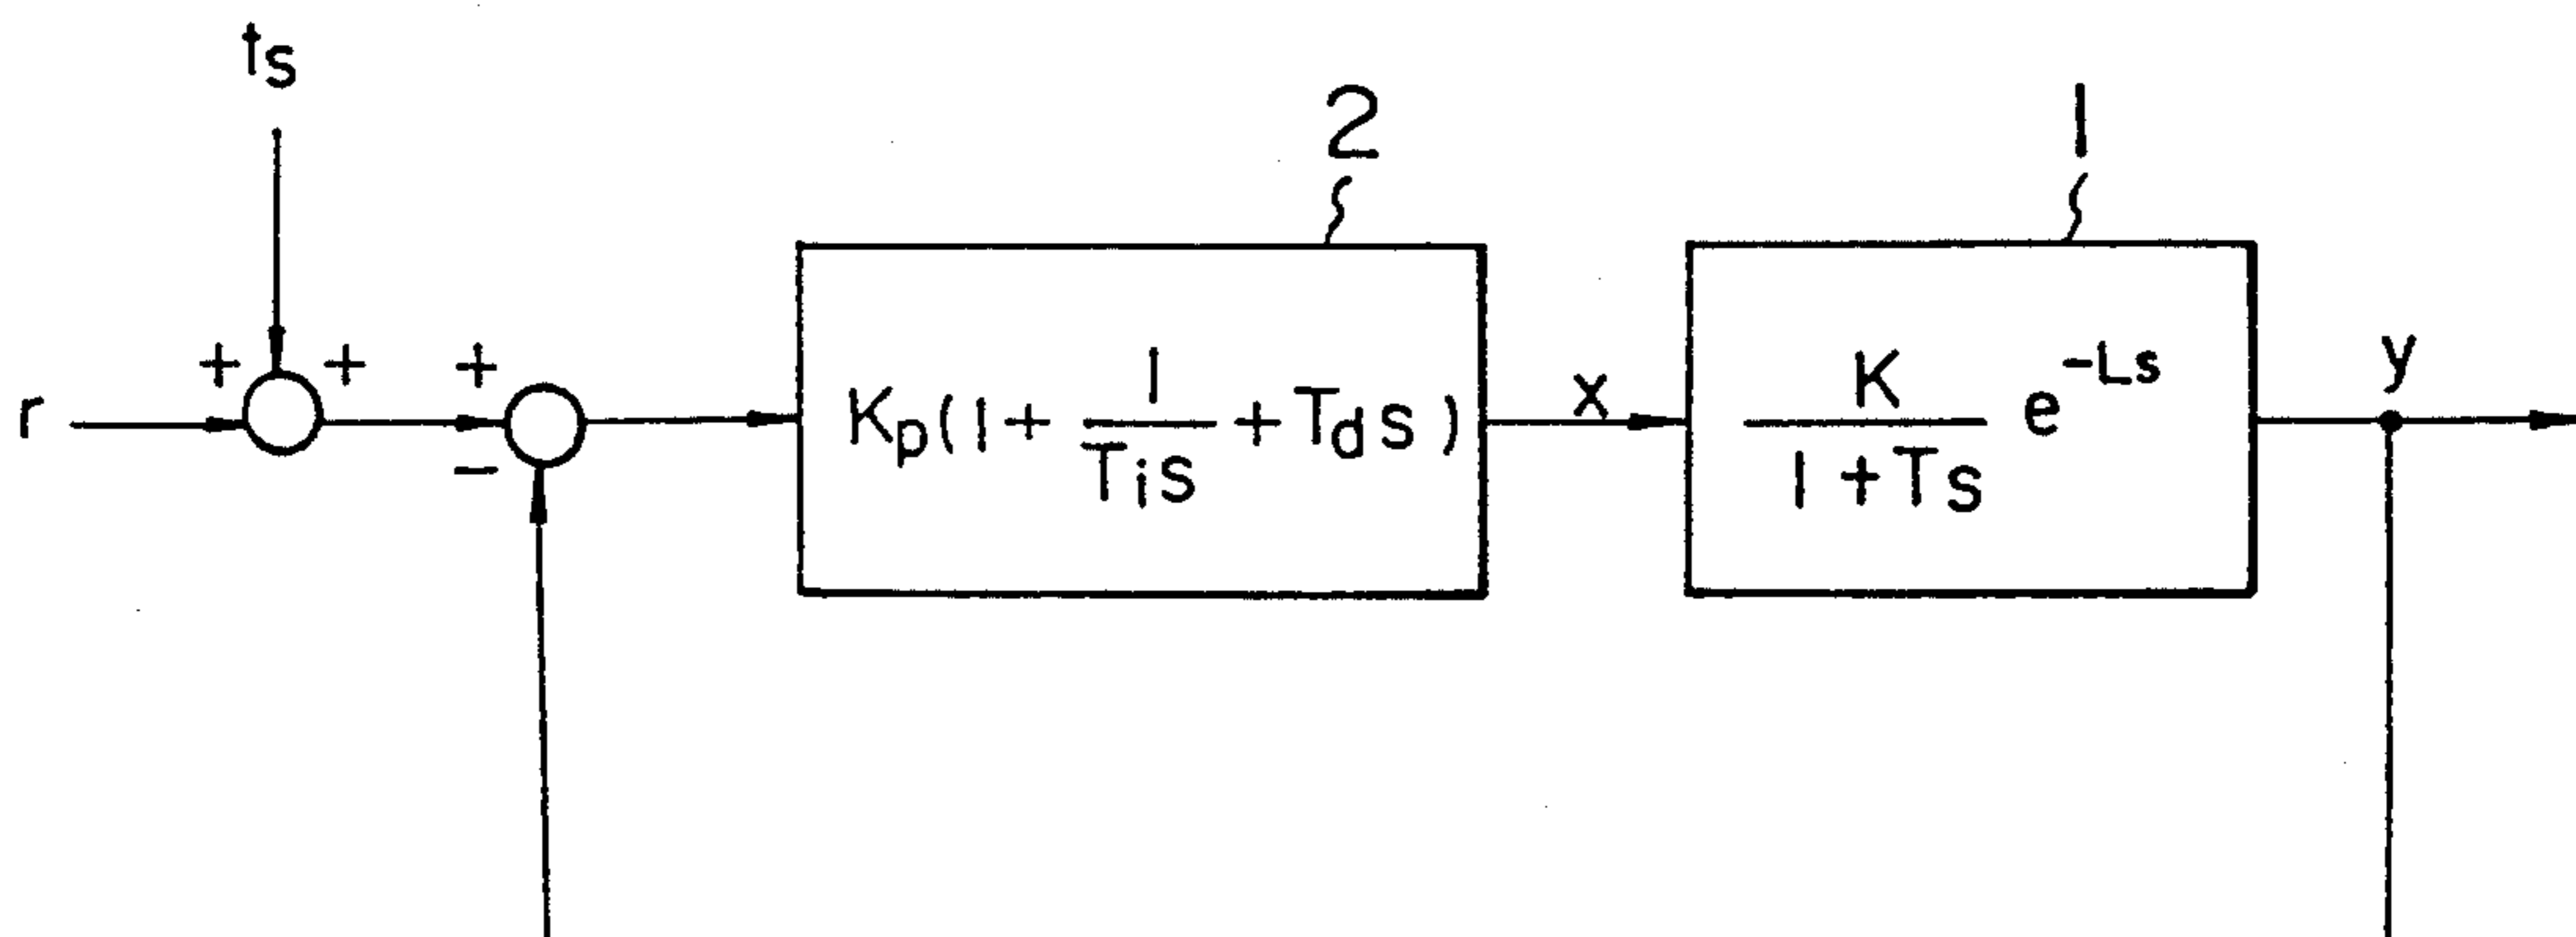 ts
2
1
+ + + −
r
Kp(1 + 1/Tis + Tds)
x
K/1+Ts e^-Ls
y